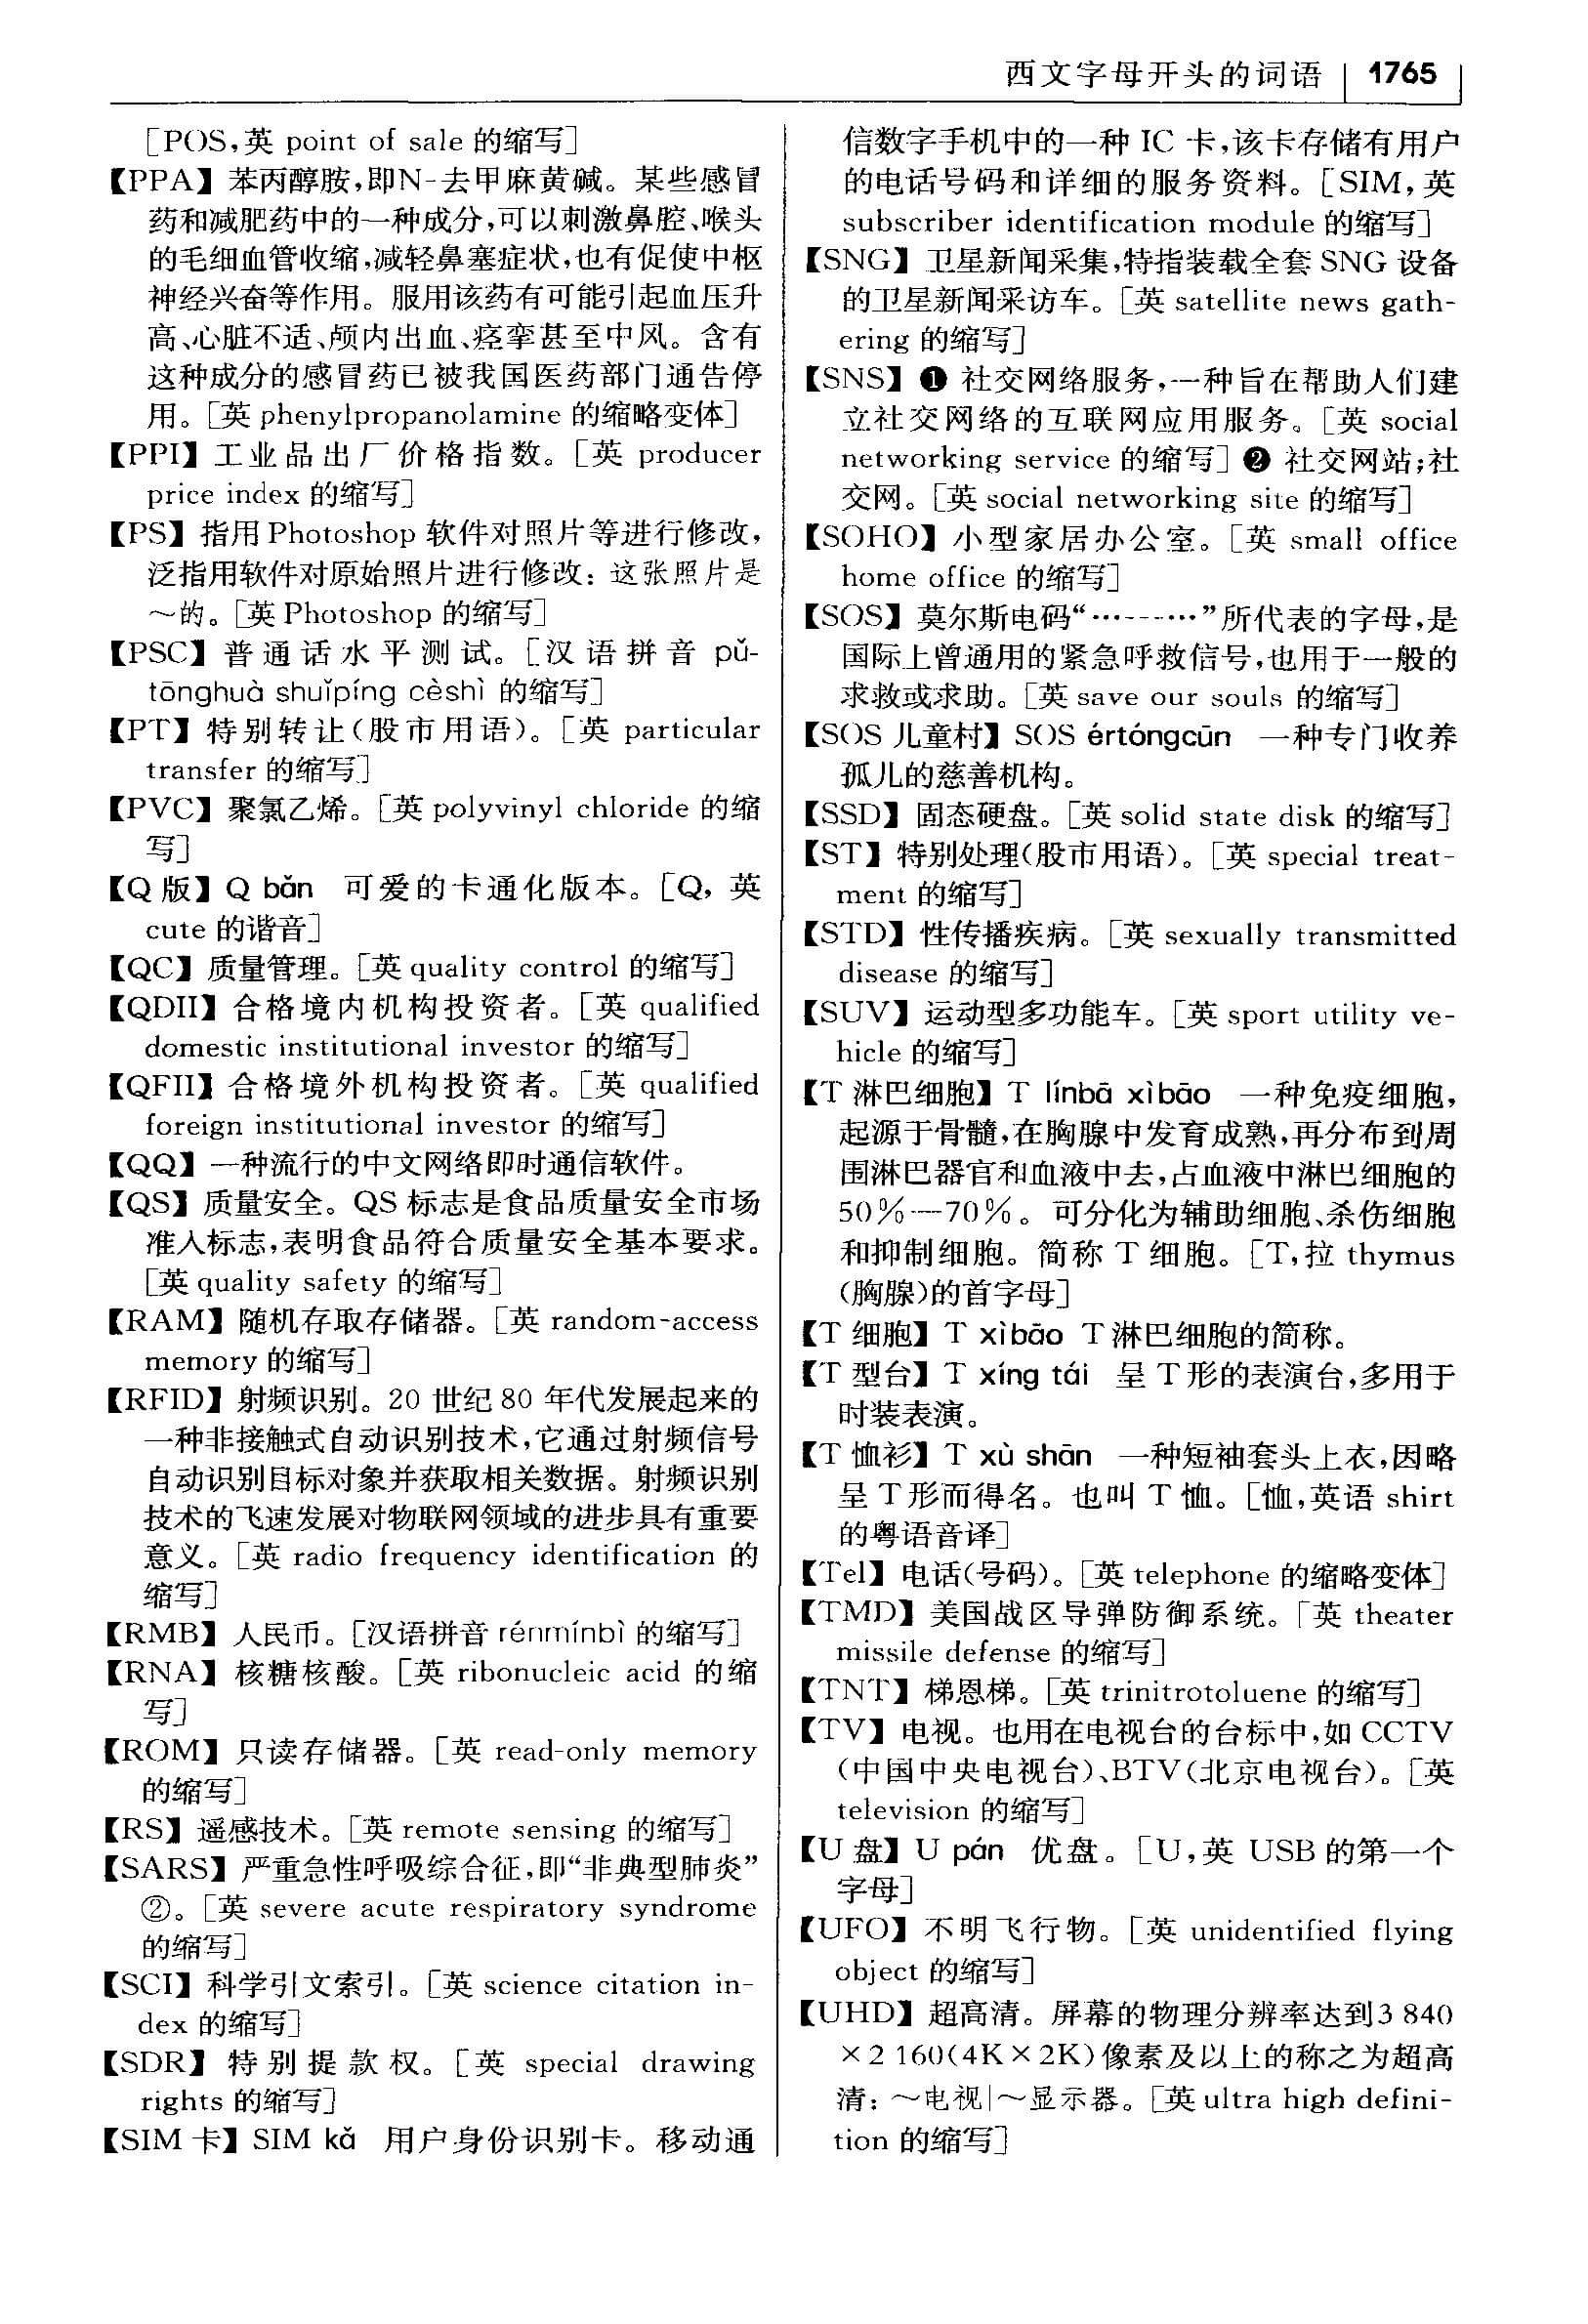 西文字母开头的词语 1765
[POS,英 point of sale 的缩写]
【PPA】苯丙醇胺,即N-去甲麻黄碱。某些感冒
药和减肥药中的一种成分,可以刺激鼻腔、喉头
的毛细血管收缩,减轻鼻塞症状,也有促使中枢
神经兴奋等作用。服用该药有可能引起血压升
高、心脏不适、颅内出血、痉挛甚至中风。含有
这种成分的感冒药已被我国医药部门通告停
用。[英 phenylpropanolamine 的缩略变体]
【PPI】工业品出厂价格指数。[英 producer
price index 的缩写]
【PS】指用 Photoshop 软件对照片等进行修改,
泛指用软件对原始照片进行修改:这张照片是
～的。[英 Photoshop 的缩写]
【PSC】普通话水平测试。[汉语拼音 pǔ-
tōnghuà shuǐpíng cèshì 的缩写]
【PT】特别转让(股市用语)。[英 particular
transfer 的缩写]
【PVC】聚氯乙烯。[英 polyvinyl chloride 的缩
写]
【Q 版】Q bǎn 可爱的卡通化版本。[Q, 英
cute 的谐音]
【QC】质量管理。[英 quality control 的缩写]
【QDII】合格境内机构投资者。[英 qualified
domestic institutional investor 的缩写]
【QFII】合格境外机构投资者。[英 qualified
foreign institutional investor 的缩写]
【QQ】一种流行的中文网络即时通信软件。
【QS】质量安全。QS 标志是食品质量安全市场
准入标志,表明食品符合质量安全基本要求。
[英 quality safety 的缩写]
【RAM】随机存取存储器。[英 random-access
memory 的缩写]
【RFID】射频识别。20 世纪 80 年代发展起来的
一种非接触式自动识别技术,它通过射频信号
自动识别目标对象并获取相关数据。射频识别
技术的飞速发展对物联网领域的进步具有重要
意义。[英 radio frequency identification 的
缩写]
【RMB】人民币。[汉语拼音 rénmínbì 的缩写]
【RNA】核糖核酸。[英 ribonucleic acid 的缩
写]
【ROM】只读存储器。[英 read-only memory
的缩写]
【RS】遥感技术。[英 remote sensing 的缩写]
【SARS】严重急性呼吸综合征,即“非典型肺炎”
②。[英 severe acute respiratory syndrome
的缩写]
【SCI】科学引文索引。[英 science citation in-
dex 的缩写]
【SDR】特别提款权。[英 special drawing
rights 的缩写]
【SIM 卡】SIM kǎ 用户身份识别卡。移动通
信数字手机中的一种 IC 卡,该卡存储有用户
的电话号码和详细的服务资料。[SIM,英
subscriber identification module 的缩写]
【SNG】卫星新闻采集,特指装载全套 SNG 设备
的卫星新闻采访车。[英 satellite news gath-
ering 的缩写]
【SNS】❶ 社交网络服务,一种旨在帮助人们建
立社交网络的互联网应用服务。[英 social
networking service 的缩写] ❷ 社交网站;社
交网。[英 social networking site 的缩写]
【SOHO】小型家居办公室。[英 small office
home office 的缩写]
【SOS】莫尔斯电码“···---···”所代表的字母,是
国际上曾通用的紧急呼救信号,也用于一般的
求救或求助。[英 save our souls 的缩写]
【SOS 儿童村】SOS értóngcūn 一种专门收养
孤儿的慈善机构。
【SSD】固态硬盘。[英 solid state disk 的缩写]
【ST】特别处理(股市用语)。[英 special treat-
ment 的缩写]
【STD】性传播疾病。[英 sexually transmitted
disease 的缩写]
【SUV】运动型多功能车。[英 sport utility ve-
hicle 的缩写]
【T 淋巴细胞】T línbā xìbāo 一种免疫细胞,
起源于骨髓,在胸腺中发育成熟,再分布到周
围淋巴器官和血液中去,占血液中淋巴细胞的
50%—70%。可分化为辅助细胞、杀伤细胞
和抑制细胞。简称 T 细胞。[T,拉 thymus
(胸腺)的首字母]
【T 细胞】T xìbāo T 淋巴细胞的简称。
【T 型台】T xíng tái 呈 T 形的表演台,多用于
时装表演。
【T 恤衫】T xù shān 一种短袖套头上衣,因略
呈 T 形而得名。也叫 T 恤。[恤,英语 shirt
的粤语音译]
【Tel】电话(号码)。[英 telephone 的缩略变体]
【TMD】美国战区导弹防御系统。[英 theater
missile defense 的缩写]
【TNT】梯恩梯。[英 trinitrotoluene 的缩写]
【TV】电视。也用在电视台的台标中,如 CCTV
(中国中央电视台)、BTV(北京电视台)。[英
television 的缩写]
【U 盘】U pán 优盘。[U,英 USB 的第一个
字母]
【UFO】不明飞行物。[英 unidentified flying
object 的缩写]
【UHD】超高清。屏幕的物理分辨率达到3 840
×2 160(4K×2K)像素及以上的称之为超高
清:～电视|～显示器。[英 ultra high defini-
tion 的缩写]